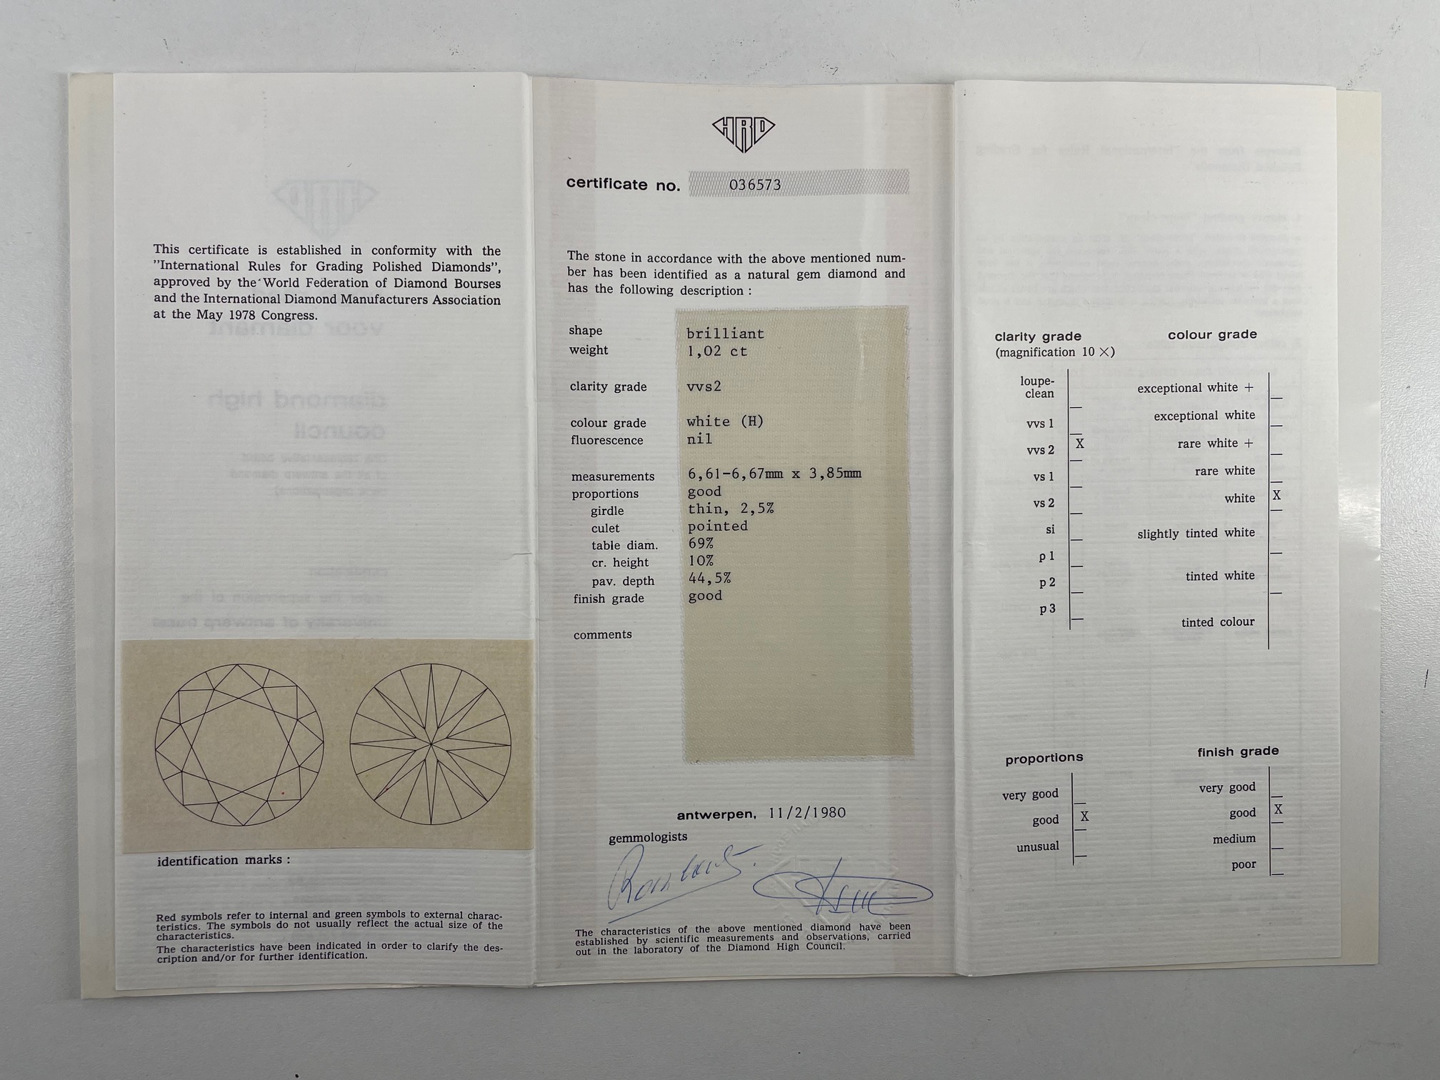 This certificate is established in conformity with the
"International Rules for Grading Polished Diamonds",
approved by the World Federation of Diamond Bourses
and the International Diamond Manufacturers Association
at the May 1978 Congress.
identification marks :
Red symbols refer to internal and green symbols to external charac-
teristics. The symbols do not usually reflect the actual size of the
characteristics.
The characteristics have been indicated in order to clarify the des-
cription and/or for further identification.
HRD
certificate no. 036573
The stone in accordance with the above mentioned num-
ber has been identified as a natural gem diamond and
has the following description :
shape brilliant
weight 1,02 ct
clarity grade vvs2
colour grade white (H)
fluorescence nil
measurements 6,61-6,67mm x 3,85mm
proportions good
girdle thin, 2,5%
culet pointed
table diam. 69%
cr. height 10%
pav. depth 44,5%
finish grade good
comments
antwerpen, 11/2/1980
gemmologists
The characteristics of the above mentioned diamond have been
established by scientific measurements and observations, carried
out in the laboratory of the Diamond High Council.
clarity grade
(magnification 10 ×)
loupe-
clean
vvs 1
vvs 2 X
vs 1
vs 2
si
p 1
p 2
p 3
colour grade
exceptional white +
exceptional white
rare white +
rare white
white X
slightly tinted white
tinted white
tinted colour
proportions
very good
good X
unusual
finish grade
very good
good X
medium
poor